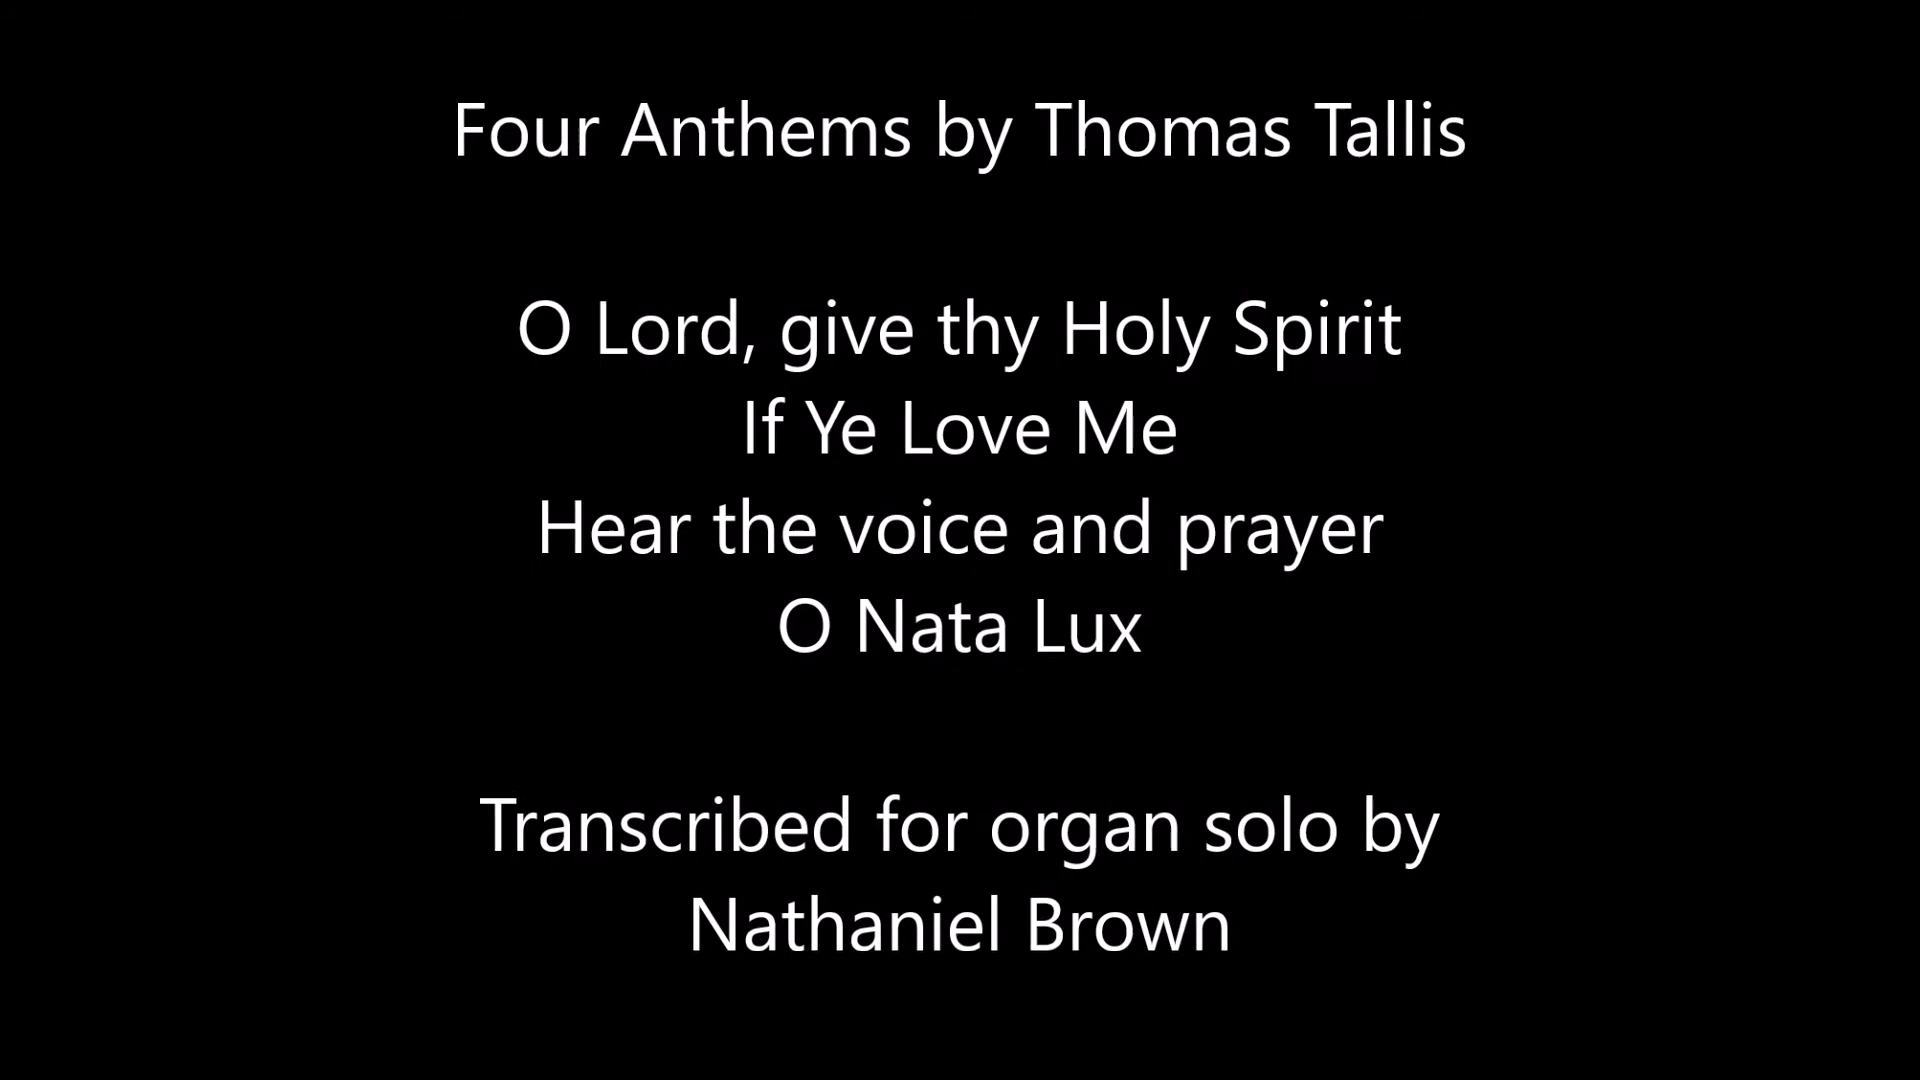 Four Anthems by Thomas Tallis
O Lord, give thy Holy Spirit
If Ye Love Me
Hear the voice and prayer
O Nata Lux
Transcribed for organ solo by
Nathaniel Brown